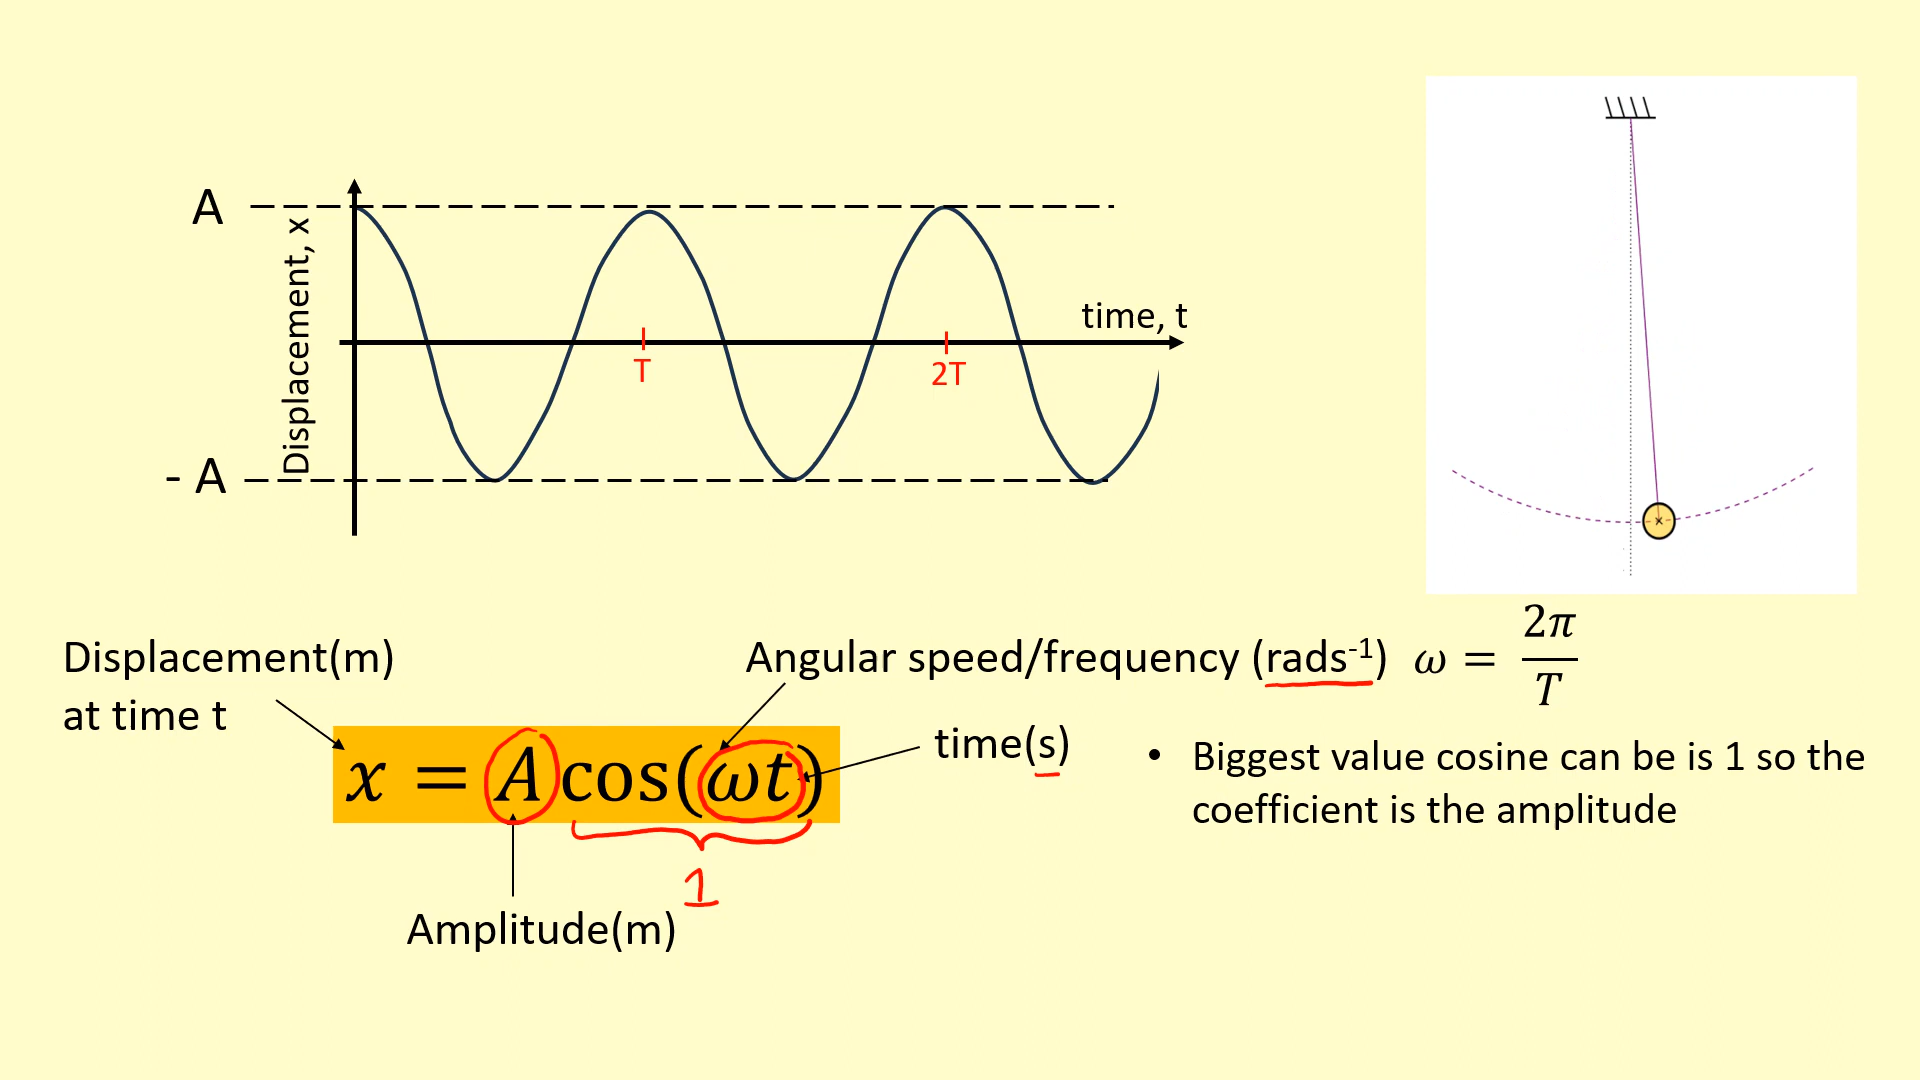 A
Displacement, x
time, t
T
2T
- A
Displacement(m)
at time t
Angular speed/frequency (rads⁻¹) ω = 2π/T
time(s)
x = A cos(ωt)
1
Amplitude(m)
• Biggest value cosine can be is 1 so the
coefficient is the amplitude
x